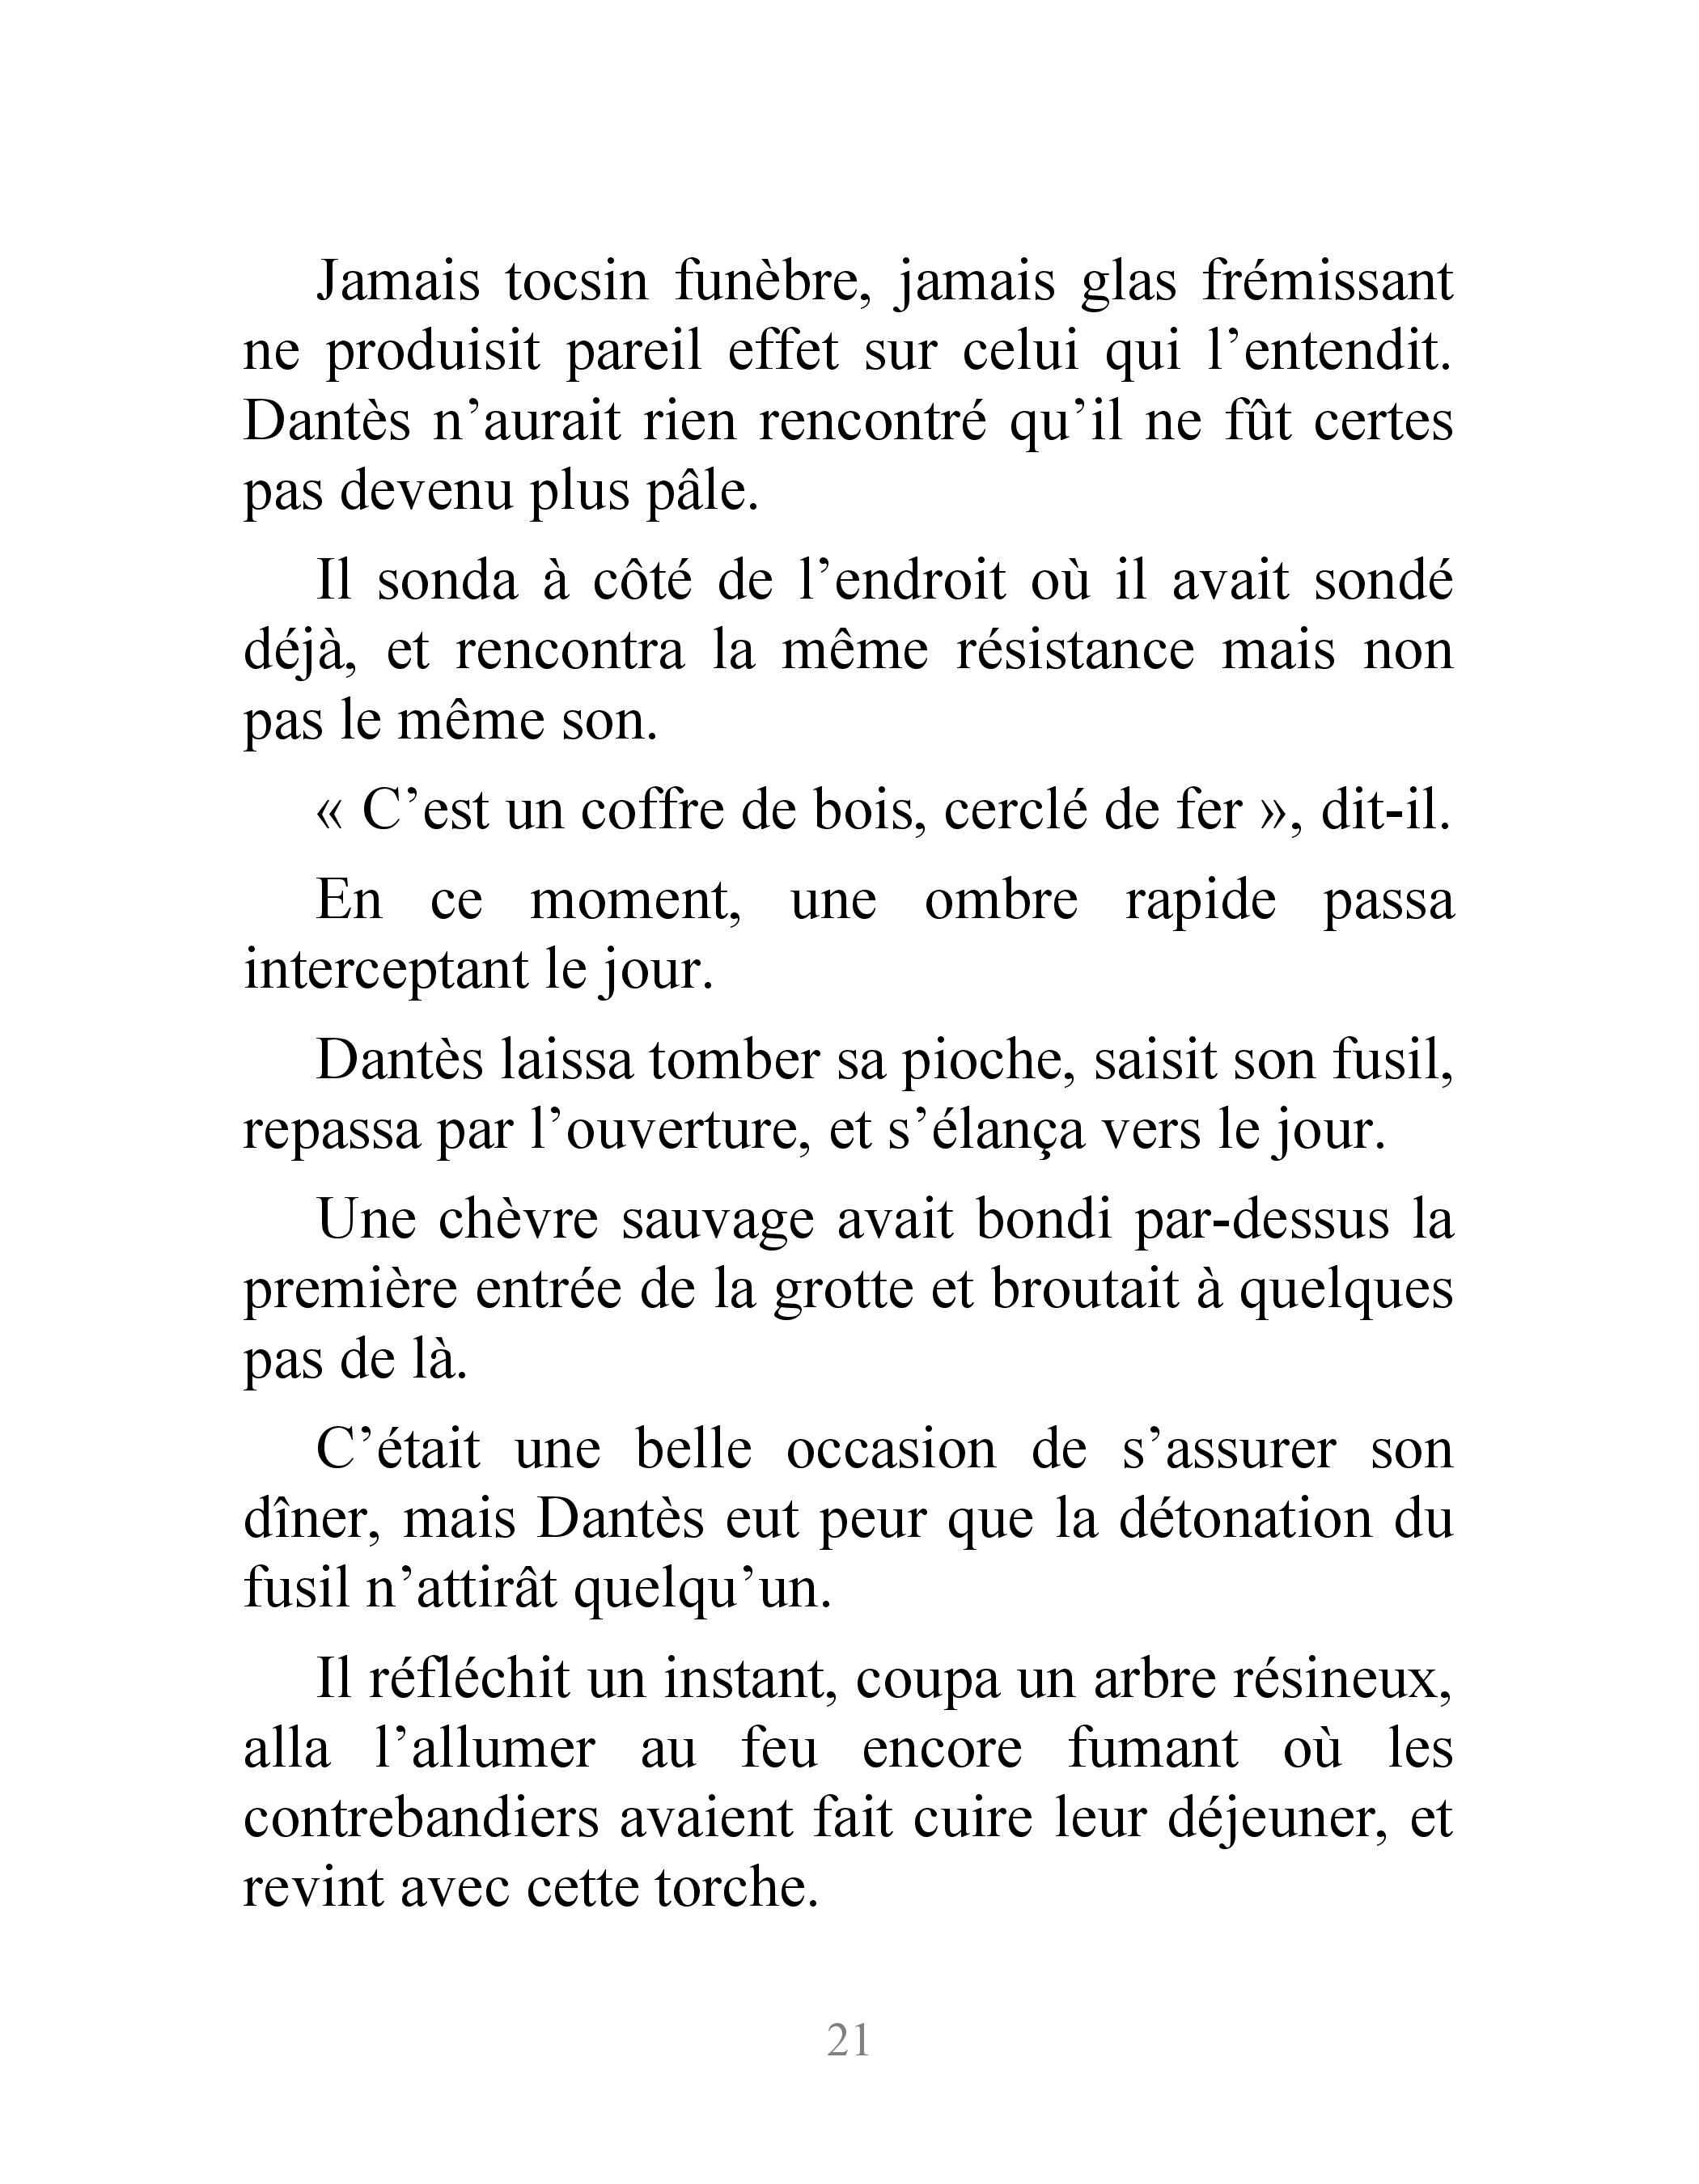 Jamais tocsin funèbre, jamais glas frémissant
ne produisit pareil effet sur celui qui l’entendit.
Dantès n’aurait rien rencontré qu’il ne fût certes
pas devenu plus pâle.
Il sonda à côté de l’endroit où il avait sondé
déjà, et rencontra la même résistance mais non
pas le même son.
« C’est un coffre de bois, cerclé de fer », dit-il.
En ce moment, une ombre rapide passa
interceptant le jour.
Dantès laissa tomber sa pioche, saisit son fusil,
repassa par l’ouverture, et s’élança vers le jour.
Une chèvre sauvage avait bondi par-dessus la
première entrée de la grotte et broutait à quelques
pas de là.
C’était une belle occasion de s’assurer son
dîner, mais Dantès eut peur que la détonation du
fusil n’attirât quelqu’un.
Il réfléchit un instant, coupa un arbre résineux,
alla l’allumer au feu encore fumant où les
contrebandiers avaient fait cuire leur déjeuner, et
revint avec cette torche.
21